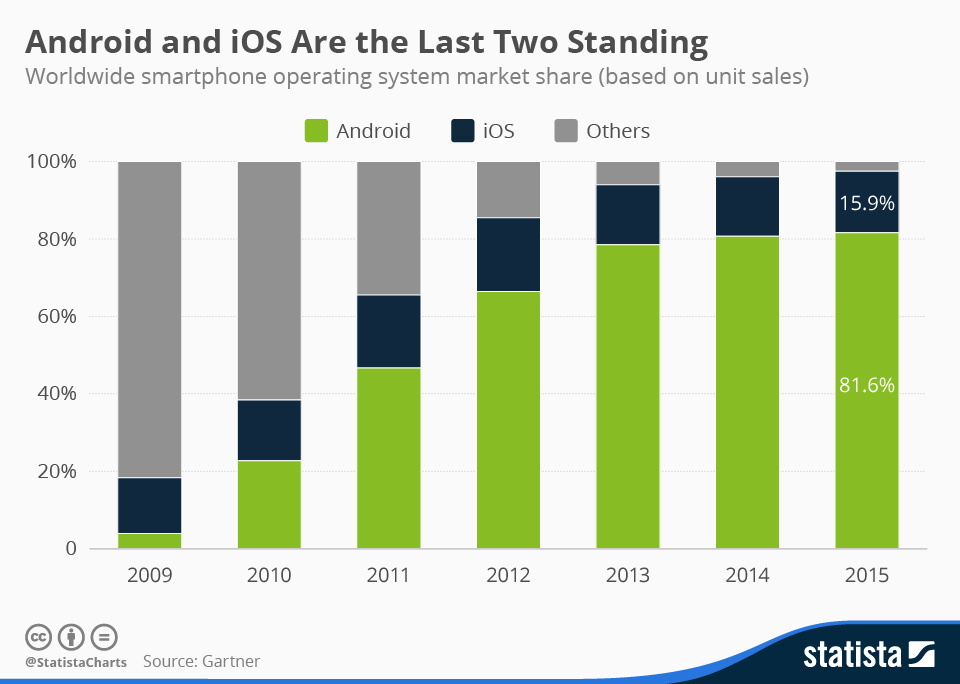 Android and iOS Are the Last Two Standing
Worldwide smartphone operating system market share (based on unit sales)
Android iOS Others
100%
80%
60%
40%
20%
0
15.9%
81.6%
2009 2010 2011 2012 2013 2014 2015
cc
@StatistaCharts Source: Gartner
statista